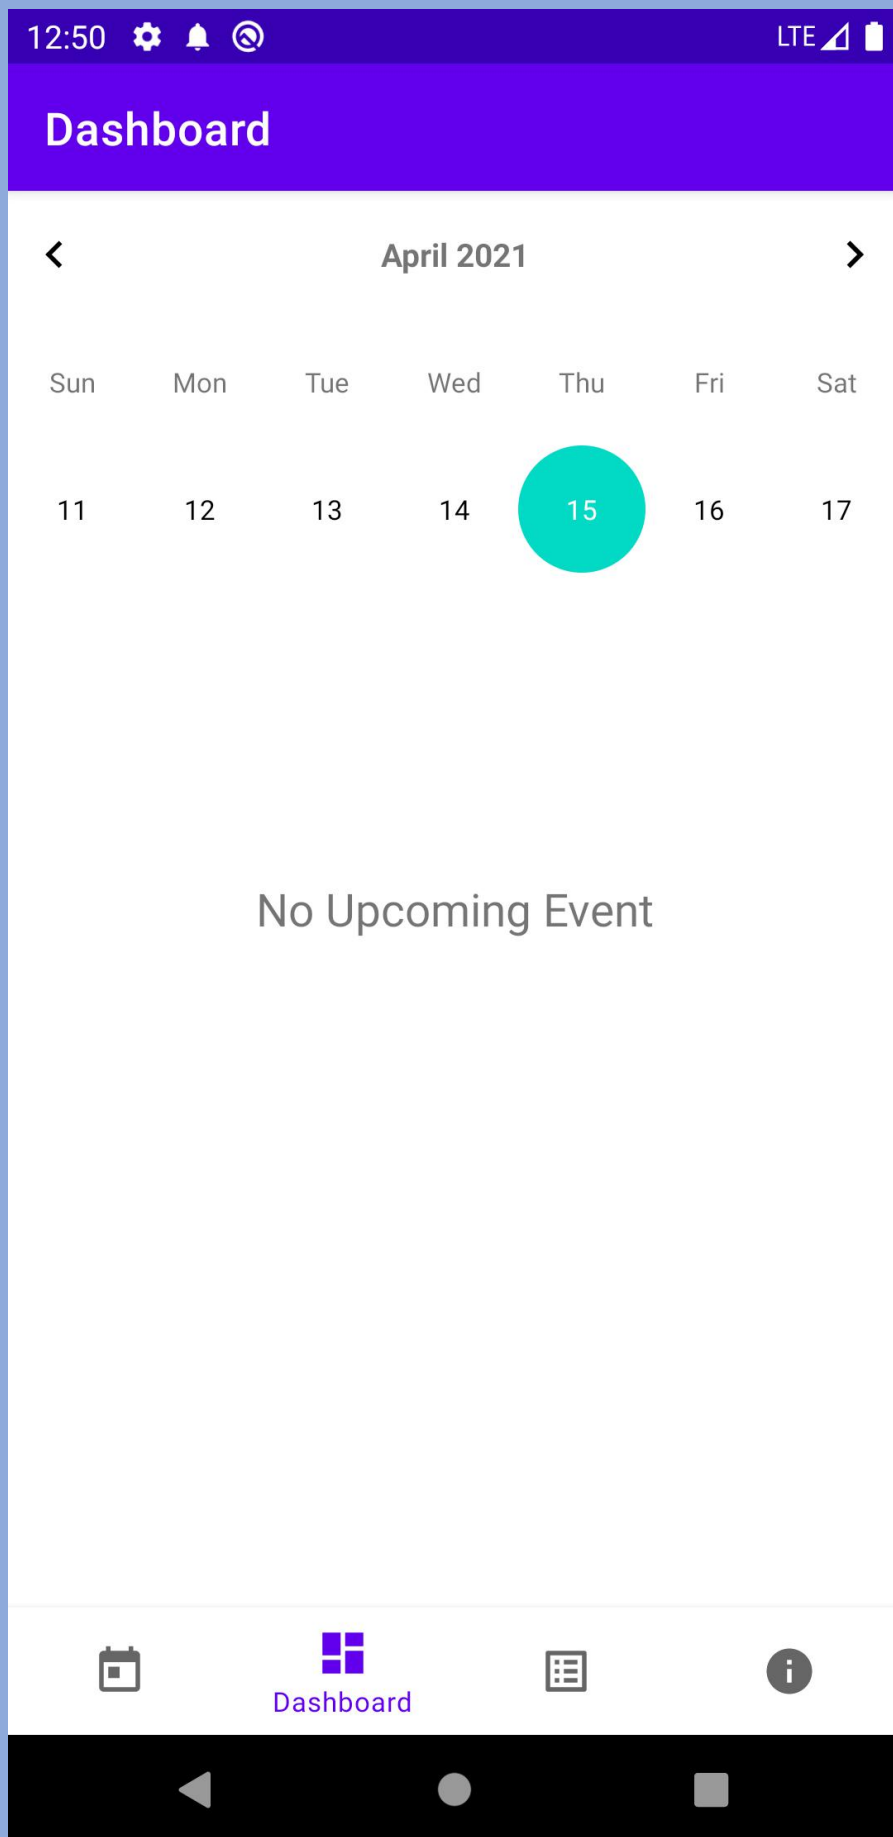 12:50 LTE
Dashboard
April 2021
Sun Mon Tue Wed Thu Fri Sat
11 12 13 14 15 16 17
No Upcoming Event
Dashboard